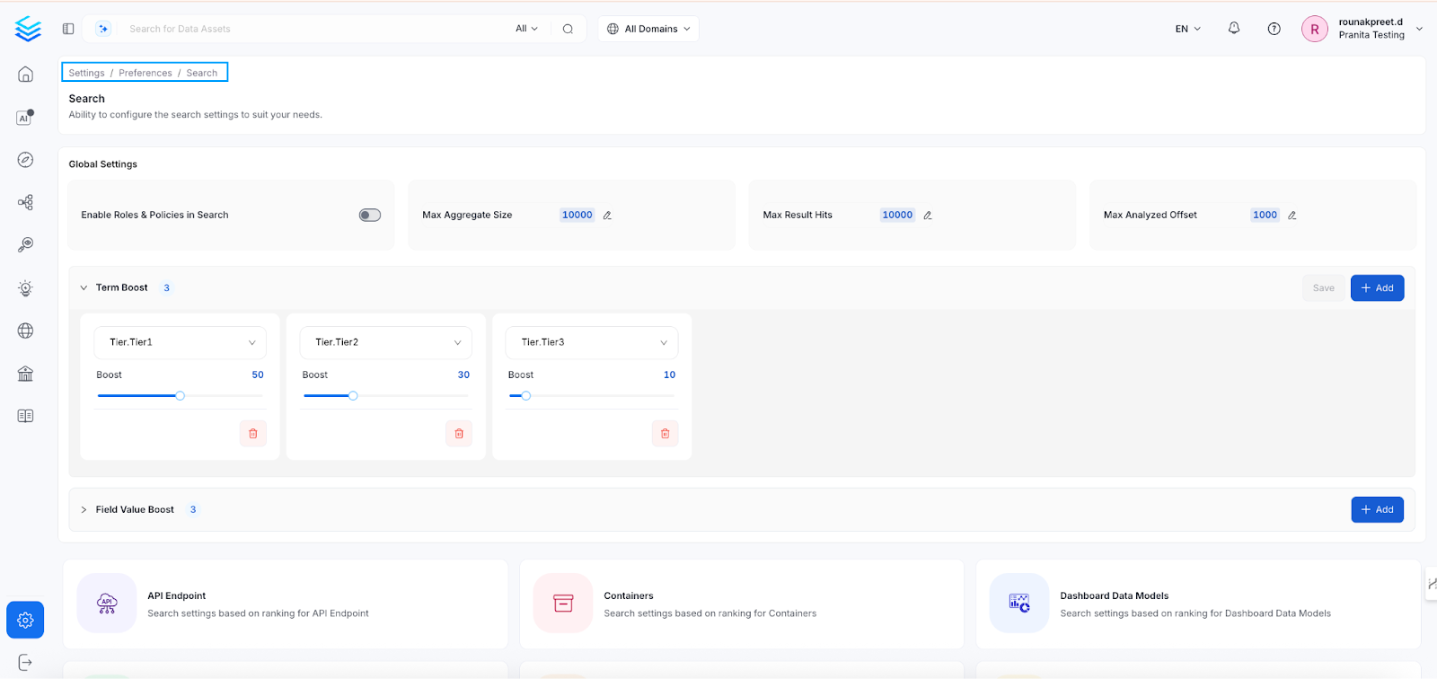 Search for Data Assets All All Domains EN rounakpreet.d
R Pranita Testing
Settings / Preferences / Search
Search
Ability to configure the search settings to suit your needs.
AI
Global Settings
Enable Roles & Policies in Search Max Aggregate Size 10000 Max Result Hits 10000 Max Analyzed Offset 1000
Term Boost 3 Save + Add
Tier.Tier1 Tier.Tier2 Tier.Tier3
Boost 50 Boost 30 Boost 10
Field Value Boost 3 + Add
API API Endpoint Containers Dashboard Data Models
Search settings based on ranking for API Endpoint Search settings based on ranking for Containers Search settings based on ranking for Dashboard Data Models